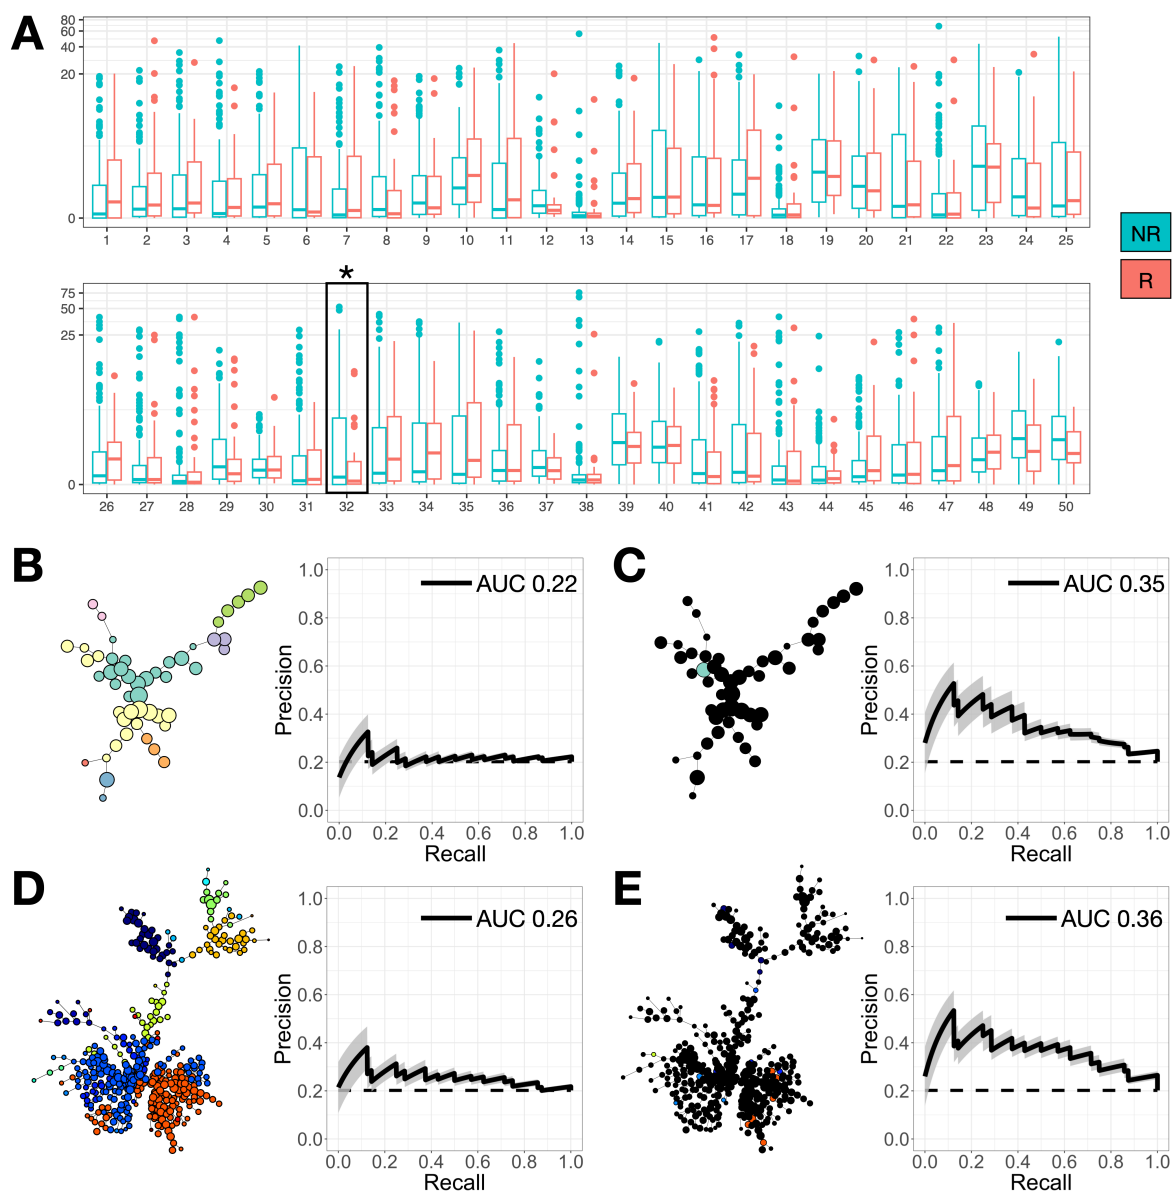 A
80
60
40
20
0
1 2 3 4 5 6 7 8 9 10 11 12 13 14 15 16 17 18 19 20 21 22 23 24 25
NR
R
*
75
50
25
0
26 27 28 29 30 31 32 33 34 35 36 37 38 39 40 41 42 43 44 45 46 47 48 49 50
B
AUC 0.22
Precision
1.0
0.8
0.6
0.4
0.2
0.0
0.0 0.2 0.4 0.6 0.8 1.0
Recall
C
AUC 0.35
Precision
1.0
0.8
0.6
0.4
0.2
0.0
0.0 0.2 0.4 0.6 0.8 1.0
Recall
D
AUC 0.26
Precision
1.0
0.8
0.6
0.4
0.2
0.0
0.0 0.2 0.4 0.6 0.8 1.0
Recall
E
AUC 0.36
Precision
1.0
0.8
0.6
0.4
0.2
0.0
0.0 0.2 0.4 0.6 0.8 1.0
Recall